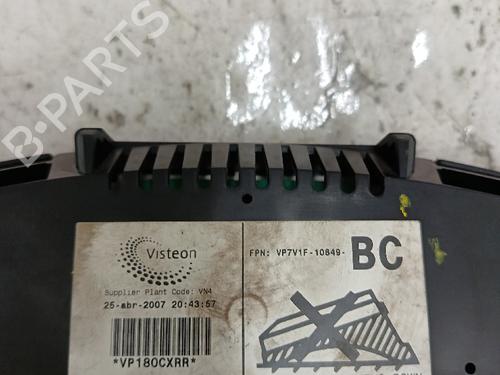 B-PARTS
Visteon
Supplier Plant Code: VN4
25-abr-2007 20:43:57
*VP180CXRR*
FPN: VP7V1F-10849-
BC